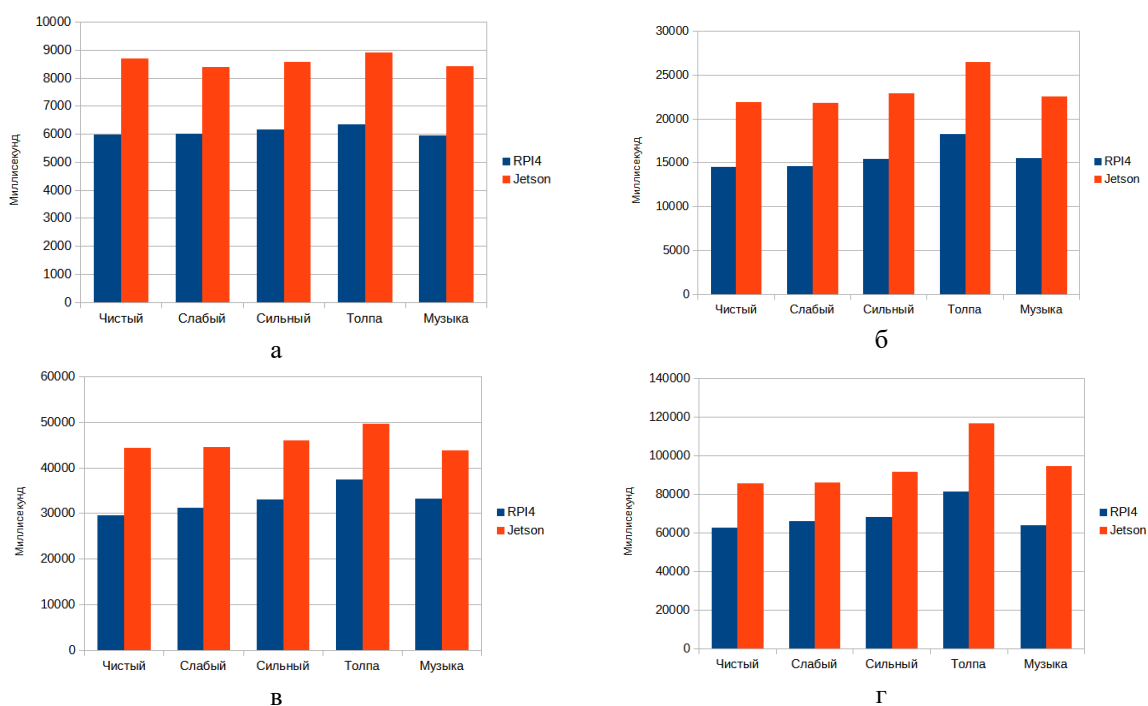 10000
9000
8000
7000
6000
5000
4000
3000
2000
1000
0
Миллисекунд
Чистый Слабый Сильный Толпа Музыка
RPI4
Jetson
а
30000
25000
20000
15000
10000
5000
0
Миллисекунд
Чистый Слабый Сильный Толпа Музыка
RPI4
Jetson
б
60000
50000
40000
30000
20000
10000
0
Миллисекунд
Чистый Слабый Сильный Толпа Музыка
RPI4
Jetson
в
140000
120000
100000
80000
60000
40000
20000
0
Миллисекунд
Чистый Слабый Сильный Толпа Музыка
RPI4
Jetson
г